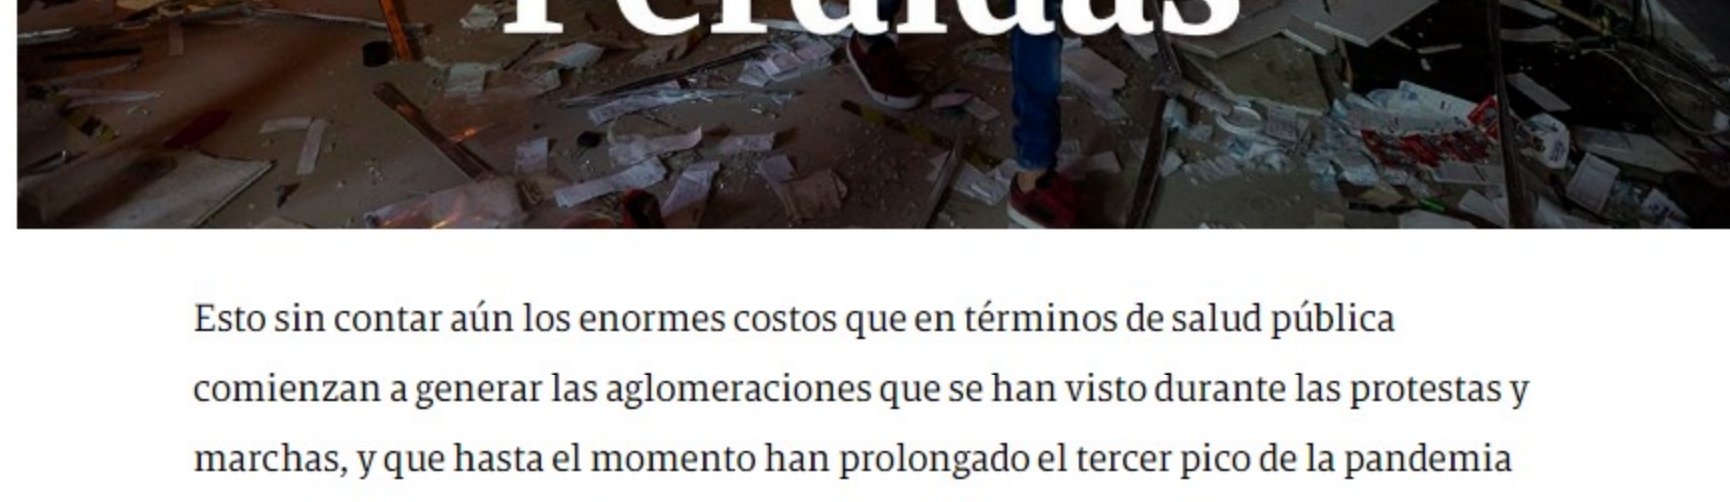 Pérdidas
Esto sin contar aún los enormes costos que en términos de salud pública
comienzan a generar las aglomeraciones que se han visto durante las protestas y
marchas, y que hasta el momento han prolongado el tercer pico de la pandemia